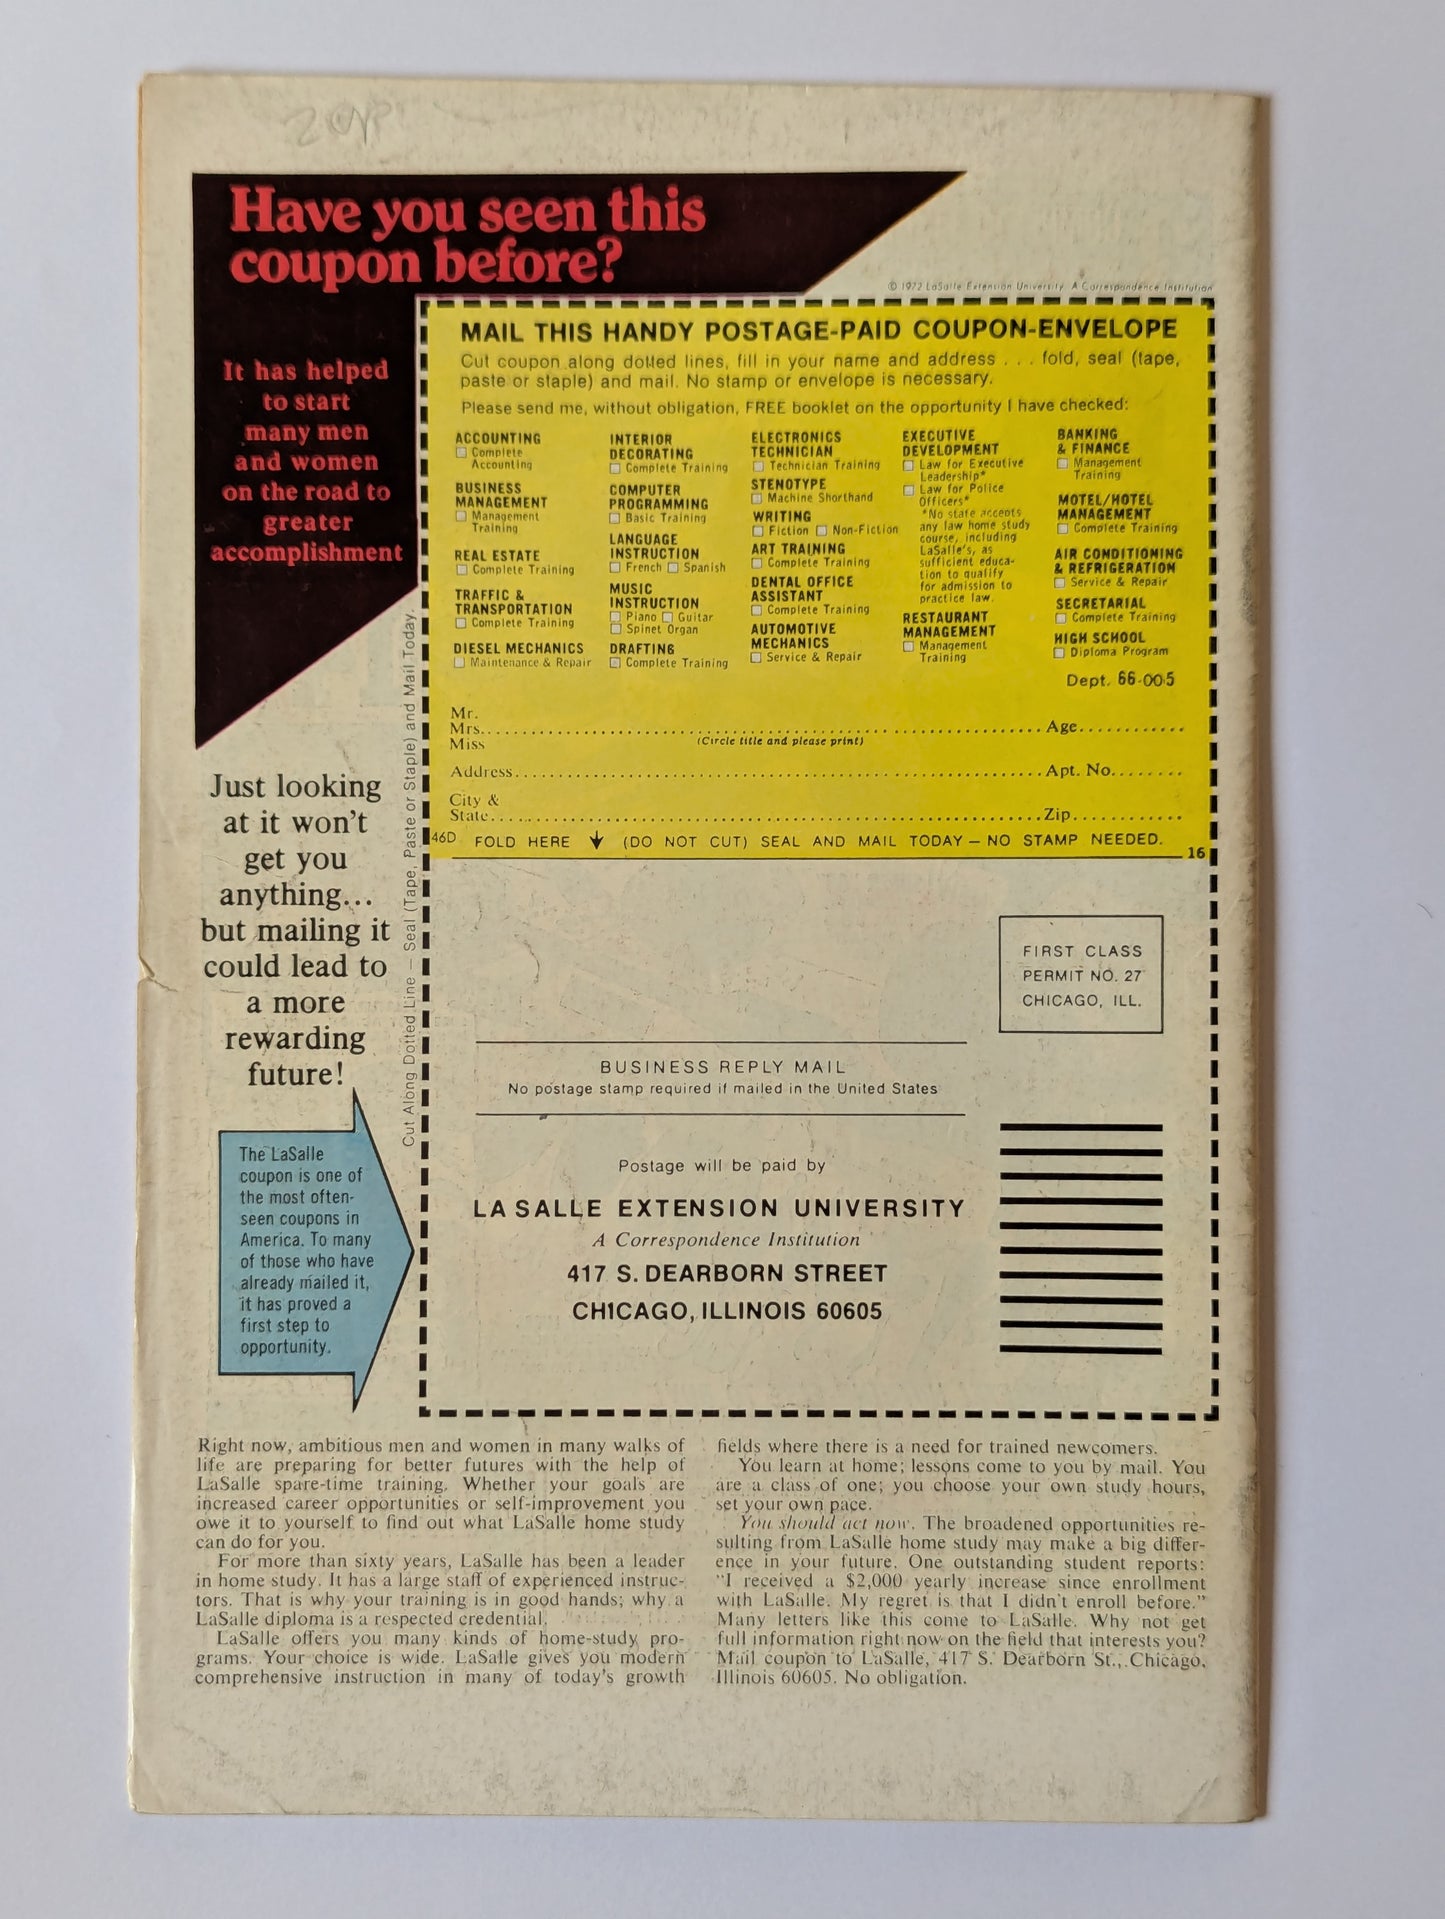 Have you seen this
coupon before?
It has helped
to start
many men
and women
on the road to
greater
accomplishment
© 1972 LaSalle Extension University A Correspondence Institution
MAIL THIS HANDY POSTAGE-PAID COUPON-ENVELOPE
Cut coupon along dotted lines, fill in your name and address . . . fold, seal (tape,
paste or staple) and mail. No stamp or envelope is necessary.
Please send me, without obligation, FREE booklet on the opportunity I have checked:
ACCOUNTING
☐ Complete
Accounting
BUSINESS
MANAGEMENT
☐ Management
Training
REAL ESTATE
☐ Complete Training
TRAFFIC &
TRANSPORTATION
☐ Complete Training
DIESEL MECHANICS
☐ Maintenance & Repair
INTERIOR
DECORATING
☐ Complete Training
COMPUTER
PROGRAMMING
☐ Basic Training
LANGUAGE
INSTRUCTION
☐ French ☐ Spanish
MUSIC
INSTRUCTION
☐ Piano ☐ Guitar
☐ Spinet Organ
DRAFTING
☐ Complete Training
ELECTRONICS
TECHNICIAN
☐ Technician Training
STENOTYPE
☐ Machine Shorthand
WRITING
☐ Fiction ☐ Non-Fiction
ART TRAINING
☐ Complete Training
DENTAL OFFICE
ASSISTANT
☐ Complete Training
AUTOMOTIVE
MECHANICS
☐ Service & Repair
EXECUTIVE
DEVELOPMENT
☐ Law for Executive
Leadership*
☐ Law for Police
Officers*
*No state accepts
any law home study
course, including
LaSalle's, as
sufficient educa-
tion to qualify
for admission to
practice law.
RESTAURANT
MANAGEMENT
☐ Management
Training
BANKING
& FINANCE
☐ Management
Training
MOTEL/HOTEL
MANAGEMENT
☐ Complete Training
AIR CONDITIONING
& REFRIGERATION
☐ Service & Repair
SECRETARIAL
☐ Complete Training
HIGH SCHOOL
☐ Diploma Program
Dept. 66-005
Mr.
Mrs. Age
Miss (Circle title and please print)
Address Apt. No.
City &
State Zip
46D FOLD HERE ↓ (DO NOT CUT) SEAL AND MAIL TODAY — NO STAMP NEEDED.
16
Cut Along Dotted Line — Seal (Tape, Paste or Staple) and Mail Today.
Just looking
at it won't
get you
anything...
but mailing it
could lead to
a more
rewarding
future!
The LaSalle
coupon is one of
the most often-
seen coupons in
America. To many
of those who have
already mailed it,
it has proved a
first step to
opportunity.
FIRST CLASS
PERMIT NO. 27
CHICAGO, ILL.
BUSINESS REPLY MAIL
No postage stamp required if mailed in the United States
Postage will be paid by
LA SALLE EXTENSION UNIVERSITY
A Correspondence Institution
417 S. DEARBORN STREET
CHICAGO, ILLINOIS 60605
Right now, ambitious men and women in many walks of
life are preparing for better futures with the help of
LaSalle spare-time training. Whether your goals are
increased career opportunities or self-improvement you
owe it to yourself to find out what LaSalle home study
can do for you.
For more than sixty years, LaSalle has been a leader
in home study. It has a large staff of experienced instruc-
tors. That is why your training is in good hands; why a
LaSalle diploma is a respected credential.
LaSalle offers you many kinds of home-study pro-
grams. Your choice is wide. LaSalle gives you modern
comprehensive instruction in many of today's growth
fields where there is a need for trained newcomers.
You learn at home; lessons come to you by mail. You
are a class of one; you choose your own study hours,
set your own pace.
You should act now. The broadened opportunities re-
sulting from LaSalle home study may make a big differ-
ence in your future. One outstanding student reports:
"I received a $2,000 yearly increase since enrollment
with LaSalle. My regret is that I didn't enroll before."
Many letters like this come to LaSalle. Why not get
full information right now on the field that interests you?
Mail coupon to LaSalle, 417 S. Dearborn St., Chicago,
Illinois 60605. No obligation.